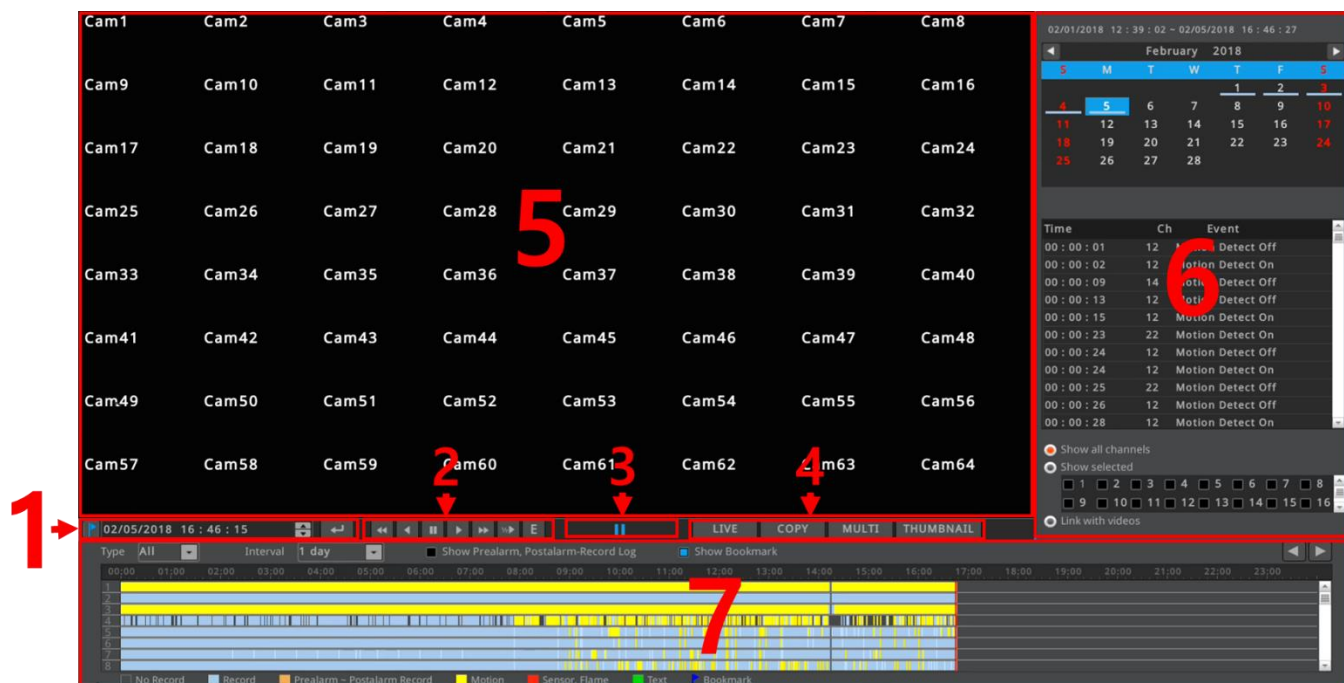 Cam1 Cam2 Cam3 Cam4 Cam5 Cam6 Cam7 Cam8
Cam9 Cam10 Cam11 Cam12 Cam13 Cam14 Cam15 Cam16
Cam17 Cam18 Cam19 Cam20 Cam21 Cam22 Cam23 Cam24
Cam25 Cam26 Cam27 Cam28 Cam29 Cam30 Cam31 Cam32
Cam33 Cam34 Cam35 Cam36 Cam37 Cam38 Cam39 Cam40
Cam41 Cam42 Cam43 Cam44 Cam45 Cam46 Cam47 Cam48
Cam49 Cam50 Cam51 Cam52 Cam53 Cam54 Cam55 Cam56
Cam57 Cam58 Cam59 Cam60 Cam61 Cam62 Cam63 Cam64
5
2 3 4
02/01/2018 12 : 39 : 02 ~ 02/05/2018 16 : 46 : 27
February 2018
S M T W T F S
1 2 3
4 5 6 7 8 9 10
11 12 13 14 15 16 17
18 19 20 21 22 23 24
25 26 27 28
Time Ch Event
00 : 00 : 01 12 Motion Detect Off
00 : 00 : 02 12 Motion Detect On
00 : 00 : 09 14 Motion Detect Off
00 : 00 : 13 12 Motion Detect Off
00 : 00 : 15 12 Motion Detect On
00 : 00 : 23 22 Motion Detect On
00 : 00 : 24 12 Motion Detect Off
00 : 00 : 24 12 Motion Detect On
00 : 00 : 25 22 Motion Detect Off
00 : 00 : 26 12 Motion Detect Off
00 : 00 : 28 12 Motion Detect On
6
Show all channels
Show selected
1 2 3 4 5 6 7 8
9 10 11 12 13 14 15 16
Link with videos
1
02/05/2018 16 : 46 : 15 E LIVE COPY MULTI THUMBNAIL
Type All Interval 1 day Show Prealarm, Postalarm-Record Log Show Bookmark
00;00 01;00 02;00 03;00 04;00 05;00 06;00 07;00 08;00 09;00 10;00 11;00 12;00 13;00 14;00 15;00 16;00 17;00 18;00 19;00 20;00 21;00 22;00 23;00
1
2
3
4
5
6
7
8
7
No Record Record Prealarm ~ Postalarm Record Motion Sensor, Flame Text Bookmark